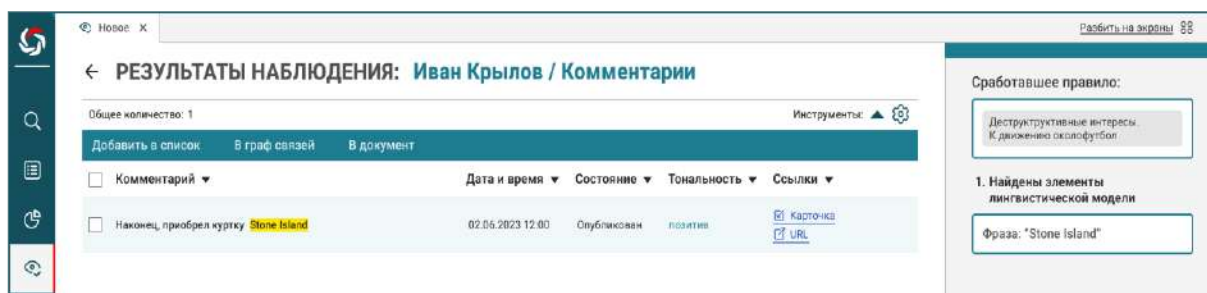 Новое X
Разбить на экраны
← РЕЗУЛЬТАТЫ НАБЛЮДЕНИЯ: Иван Крылов / Комментарии
Общее количество: 1
Инструменты:
Добавить в список В граф связей В документ
Комментарий Дата и время Состояние Тональность Ссылки
Наконец, приобрел куртку Stone Island 02.06.2023 12:00 Опубликован позитив Карточка
URL
Сработавшее правило:
Деструктруктивные интересы.
К движению околофутбол
1. Найдены элементы
лингвистической модели
Фраза: "Stone Island"